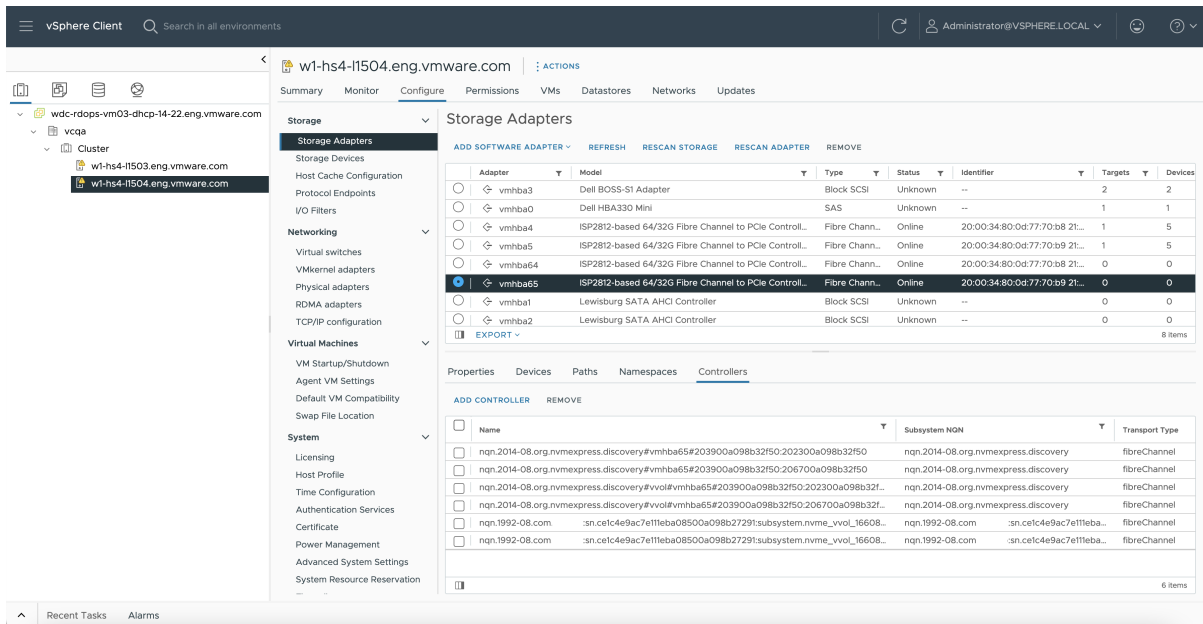 vSphere Client
Search in all environments
Administrator@VSPHERE.LOCAL
w1-hs4-l1504.eng.vmware.com
ACTIONS
Summary Monitor Configure Permissions VMs Datastores Networks Updates
wdc-rdops-vm03-dhcp-14-22.eng.vmware.com
vcqa
Cluster
w1-hs4-l1503.eng.vmware.com
w1-hs4-l1504.eng.vmware.com
Storage
Storage Adapters
Storage Devices
Host Cache Configuration
Protocol Endpoints
I/O Filters
Networking
Virtual switches
VMkernel adapters
Physical adapters
RDMA adapters
TCP/IP configuration
Virtual Machines
VM Startup/Shutdown
Agent VM Settings
Default VM Compatibility
Swap File Location
System
Licensing
Host Profile
Time Configuration
Authentication Services
Certificate
Power Management
Advanced System Settings
System Resource Reservation
Storage Adapters
ADD SOFTWARE ADAPTER REFRESH RESCAN STORAGE RESCAN ADAPTER REMOVE
Adapter Model Type Status Identifier Targets Devices
vmhba3 Dell BOSS-S1 Adapter Block SCSI Unknown -- 2 2
vmhba0 Dell HBA330 Mini SAS Unknown -- 1 1
vmhba4 ISP2812-based 64/32G Fibre Channel to PCIe Controll... Fibre Chann... Online 20:00:34:80:0d:77:70:b8 21:... 1 5
vmhba5 ISP2812-based 64/32G Fibre Channel to PCIe Controll... Fibre Chann... Online 20:00:34:80:0d:77:70:b9 21:... 1 5
vmhba64 ISP2812-based 64/32G Fibre Channel to PCIe Controll... Fibre Chann... Online 20:00:34:80:0d:77:70:b8 21:... 0 0
vmhba65 ISP2812-based 64/32G Fibre Channel to PCIe Controll... Fibre Chann... Online 20:00:34:80:0d:77:70:b9 21:... 0 0
vmhba1 Lewisburg SATA AHCI Controller Block SCSI Unknown -- 0 0
vmhba2 Lewisburg SATA AHCI Controller Block SCSI Unknown -- 0 0
EXPORT 8 items
Properties Devices Paths Namespaces Controllers
ADD CONTROLLER REMOVE
Name Subsystem NQN Transport Type
nqn.2014-08.org.nvmexpress.discovery#vmhba65#203900a098b32f50:202300a098b32f50 nqn.2014-08.org.nvmexpress.discovery fibreChannel
nqn.2014-08.org.nvmexpress.discovery#vmhba65#203900a098b32f50:206700a098b32f50 nqn.2014-08.org.nvmexpress.discovery fibreChannel
nqn.2014-08.org.nvmexpress.discovery#vvol#vmhba65#203900a098b32f50:202300a098b32f... nqn.2014-08.org.nvmexpress.discovery fibreChannel
nqn.2014-08.org.nvmexpress.discovery#vvol#vmhba65#203900a098b32f50:206700a098b32f... nqn.2014-08.org.nvmexpress.discovery fibreChannel
nqn.1992-08.com :sn.ce1c4e9ac7e111eba08500a098b27291:subsystem.nvme_vvol_16608... nqn.1992-08.com :sn.ce1c4e9ac7e111eba... fibreChannel
nqn.1992-08.com :sn.ce1c4e9ac7e111eba08500a098b27291:subsystem.nvme_vvol_16608... nqn.1992-08.com :sn.ce1c4e9ac7e111eba... fibreChannel
6 items
Recent Tasks Alarms